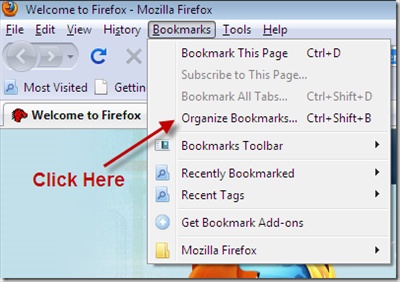 Welcome to Firefox - Mozilla Firefox
File Edit View History Bookmarks Tools Help
Bookmark This Page Ctrl+D
Subscribe to This Page...
Bookmark All Tabs... Ctrl+Shift+D
Organize Bookmarks... Ctrl+Shift+B
Bookmarks Toolbar
Recently Bookmarked
Recent Tags
Get Bookmark Add-ons
Mozilla Firefox
Most Visited Getting
Welcome to Firefox
Click Here